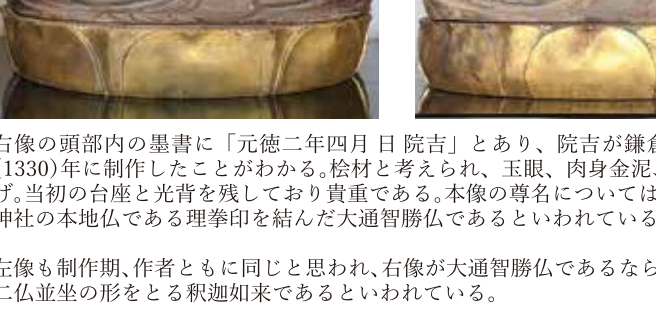 右像の頭部内の墨書に「元徳二年四月 日 院吉」とあり、院吉が鎌倉
(1330)年に制作したことがわかる。桧材と考えられ、玉眼、肉身金泥、
げ。当初の台座と光背を残しており貴重である。本像の尊名については
神社の本地仏である理拳印を結んだ大通智勝仏であるといわれている
左像も制作期、作者ともに同じと思われ、右像が大通智勝仏であるなら
二仏並坐の形をとる釈迦如来であるといわれている。